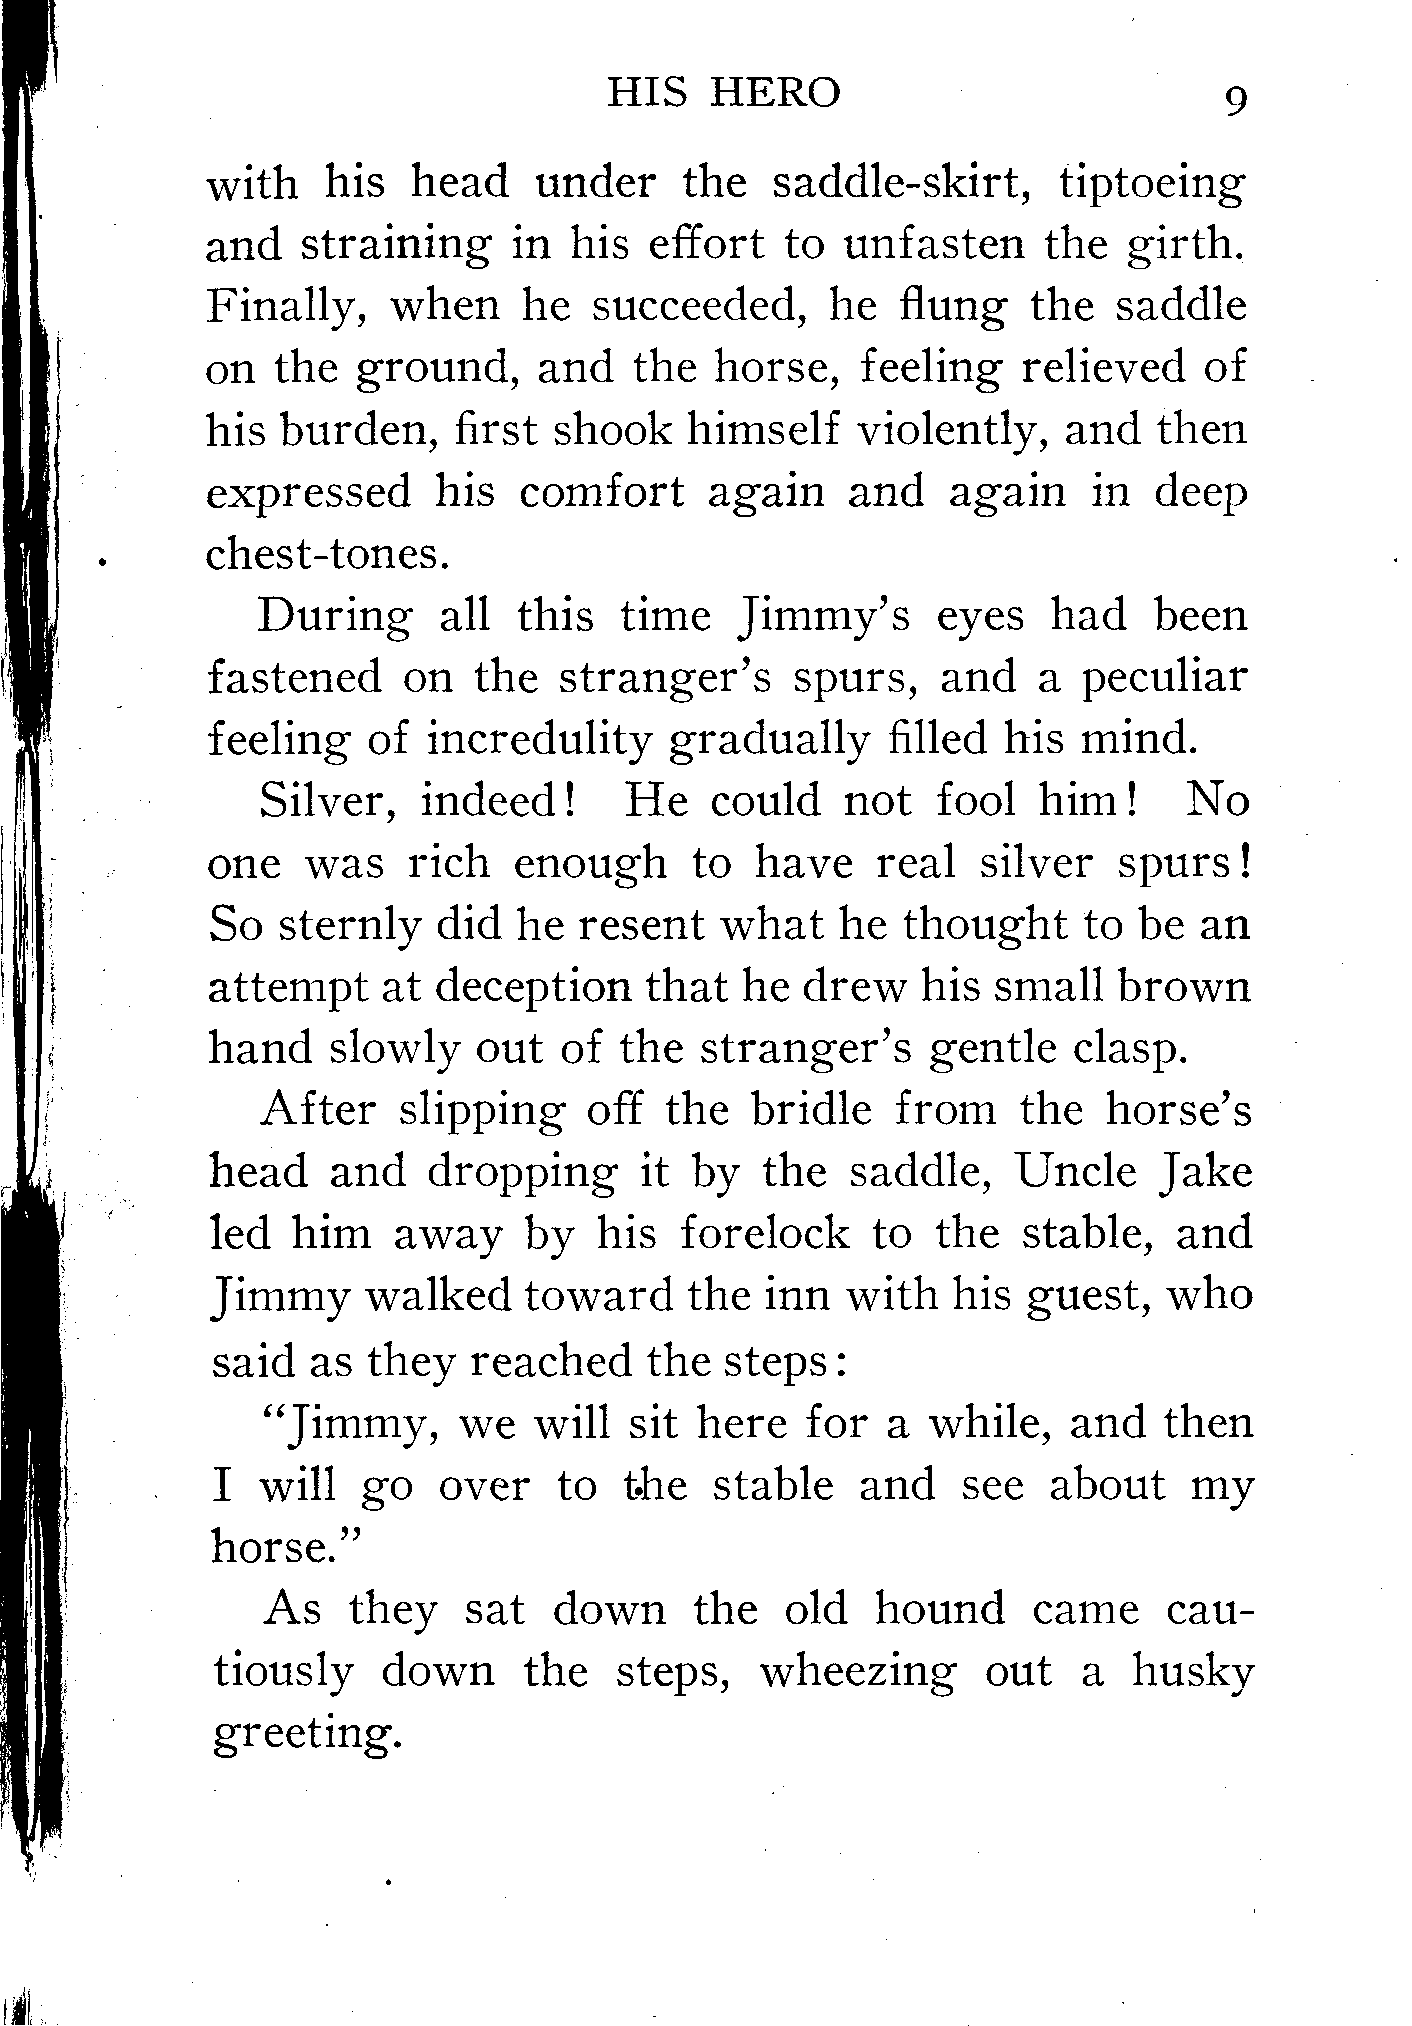 HIS HERO 9
with his head under the saddle-skirt, tiptoeing
and straining in his effort to unfasten the girth.
Finally, when he succeeded, he flung the saddle
on the ground, and the horse, feeling relieved of
his burden, first shook himself violently, and then
expressed his comfort again and again in deep
chest-tones.
During all this time Jimmy’s eyes had been
fastened on the stranger’s spurs, and a peculiar
feeling of incredulity gradually filled his mind.
Silver, indeed! He could not fool him! No
one was rich enough to have real silver spurs!
So sternly did he resent what he thought to be an
attempt at deception that he drew his small brown
hand slowly out of the stranger’s gentle clasp.
After slipping off the bridle from the horse’s
head and dropping it by the saddle, Uncle Jake
led him away by his forelock to the stable, and
Jimmy walked toward the inn with his guest, who
said as they reached the steps:
“Jimmy, we will sit here for a while, and then
I will go over to the stable and see about my
horse.”
As they sat down the old hound came cau-
tiously down the steps, wheezing out a husky
greeting.